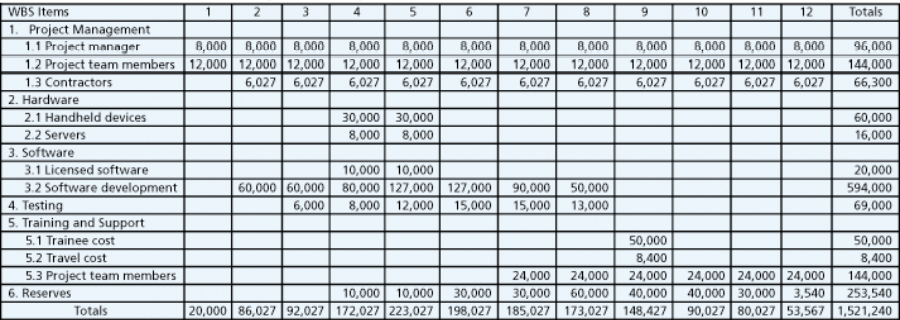 WBS Items 1 2 3 4 5 6 7 8 9 10 11 12 Totals
1. Project Management
1.1 Project manager 8,000 8,000 8,000 8,000 8,000 8,000 8,000 8,000 8,000 8,000 8,000 8,000 96,000
1.2 Project team members 12,000 12,000 12,000 12,000 12,000 12,000 12,000 12,000 12,000 12,000 12,000 12,000 144,000
1.3 Contractors 6,027 6,027 6,027 6,027 6,027 6,027 6,027 6,027 6,027 6,027 6,027 66,300
2. Hardware
2.1 Handheld devices 30,000 30,000 60,000
2.2 Servers 8,000 8,000 16,000
3. Software
3.1 Licensed software 10,000 10,000 20,000
3.2 Software development 60,000 60,000 80,000 127,000 127,000 90,000 50,000 594,000
4. Testing 6,000 8,000 12,000 15,000 15,000 13,000 69,000
5. Training and Support
5.1 Trainee cost 50,000 50,000
5.2 Travel cost 8,400 8,400
5.3 Project team members 24,000 24,000 24,000 24,000 24,000 24,000 144,000
6. Reserves 10,000 10,000 30,000 30,000 60,000 40,000 40,000 30,000 3,540 253,540
Totals 20,000 86,027 92,027 172,027 223,027 198,027 185,027 173,027 148,427 90,027 80,027 53,567 1,521,240